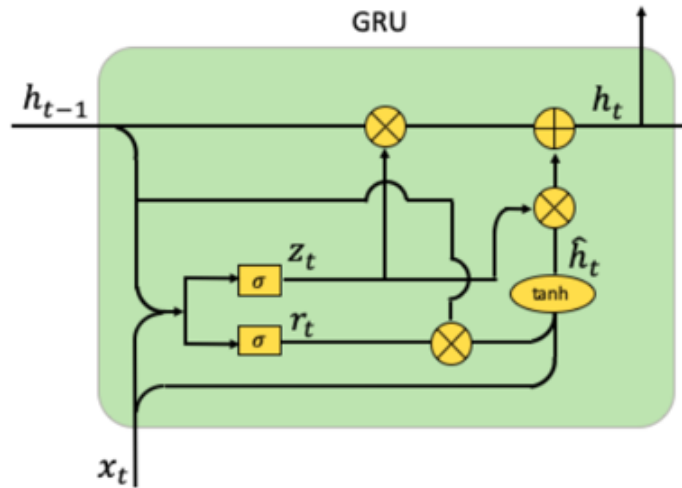 GRU
h_{t-1}
h_t
z_t
ĥ_t
σ
tanh
r_t
σ
x_t